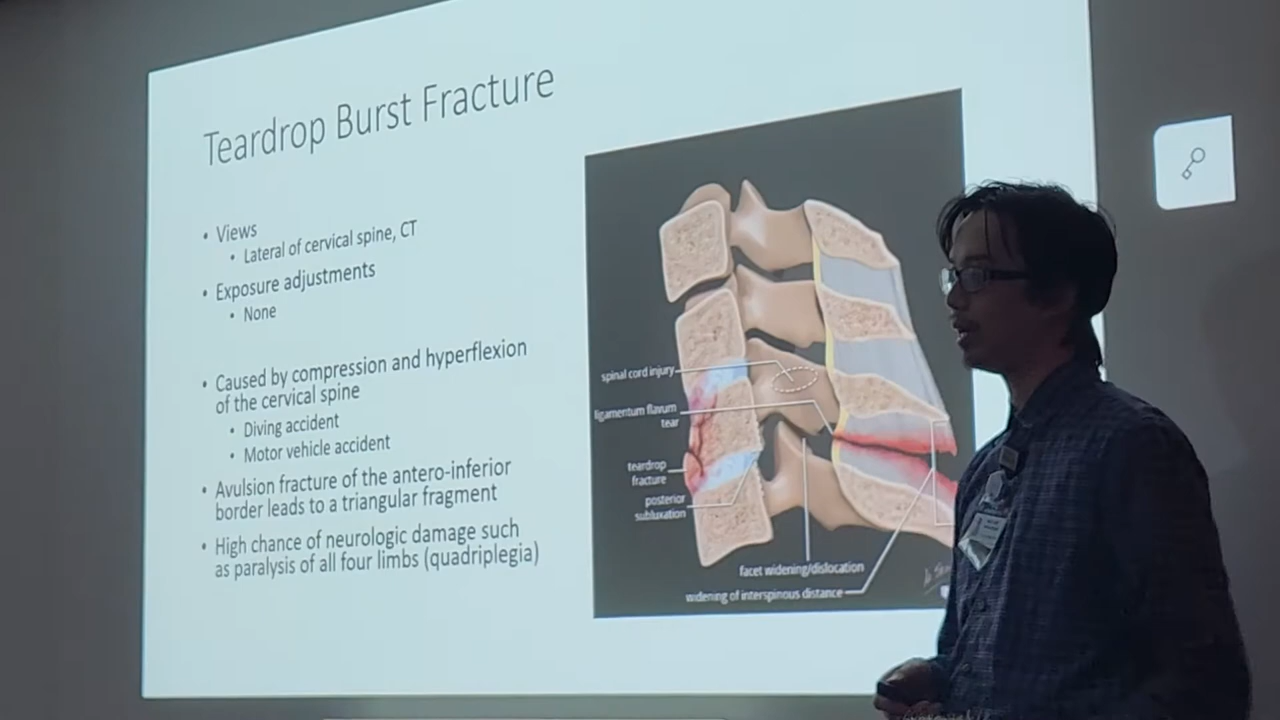 Teardrop Burst Fracture
• Views
• Lateral of cervical spine, CT
• Exposure adjustments
• None
• Caused by compression and hyperflexion
of the cervical spine
• Diving accident
• Motor vehicle accident
• Avulsion fracture of the antero-inferior
border leads to a triangular fragment
• High chance of neurologic damage such
as paralysis of all four limbs (quadriplegia)
spinal cord injury
ligamentum flavum
tear
teardrop
fracture
posterior
subluxation
facet widening/dislocation
widening of interspinous distance